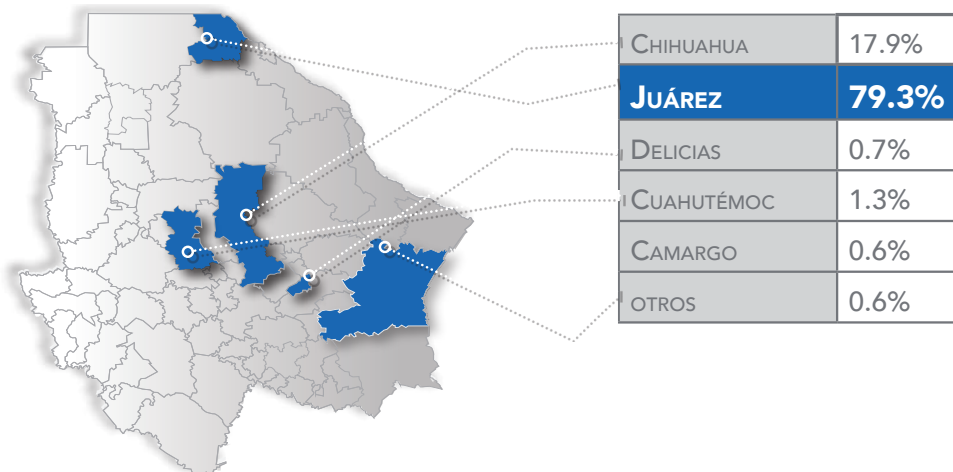 CHIHUAHUA 17.9%
JUÁREZ 79.3%
DELICIAS 0.7%
CUAHUTÉMOC 1.3%
CAMARGO 0.6%
OTROS 0.6%